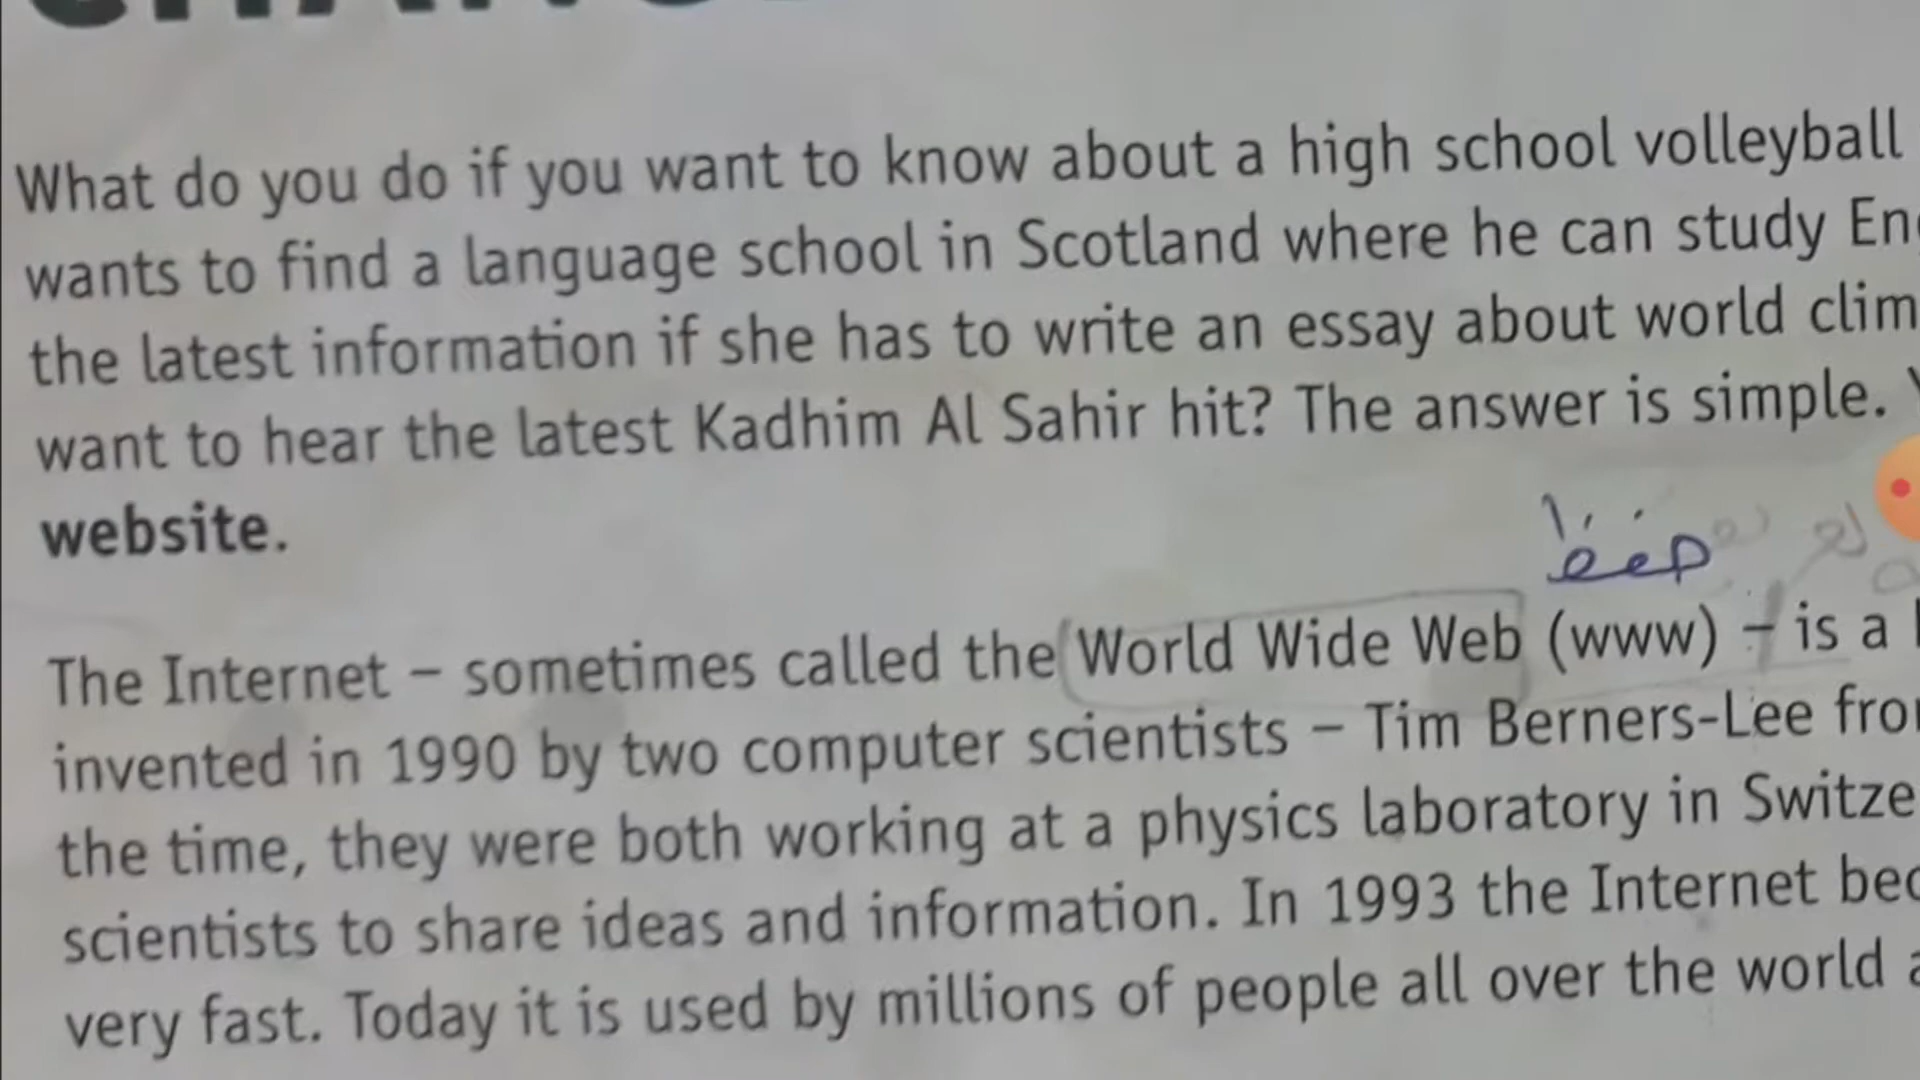 What do you do if you want to know about a high school volleyball
wants to find a language school in Scotland where he can study
the latest information if she has to write an essay about world
want to hear the latest Kadhim Al Sahir hit? The answer is simple.
website.
The Internet – sometimes called the World Wide Web (www) – is a
invented in 1990 by two computer scientists – Tim Berners-Lee
the time, they were both working at a physics laboratory in
scientists to share ideas and information. In 1993 the Internet
very fast. Today it is used by millions of people all over the world